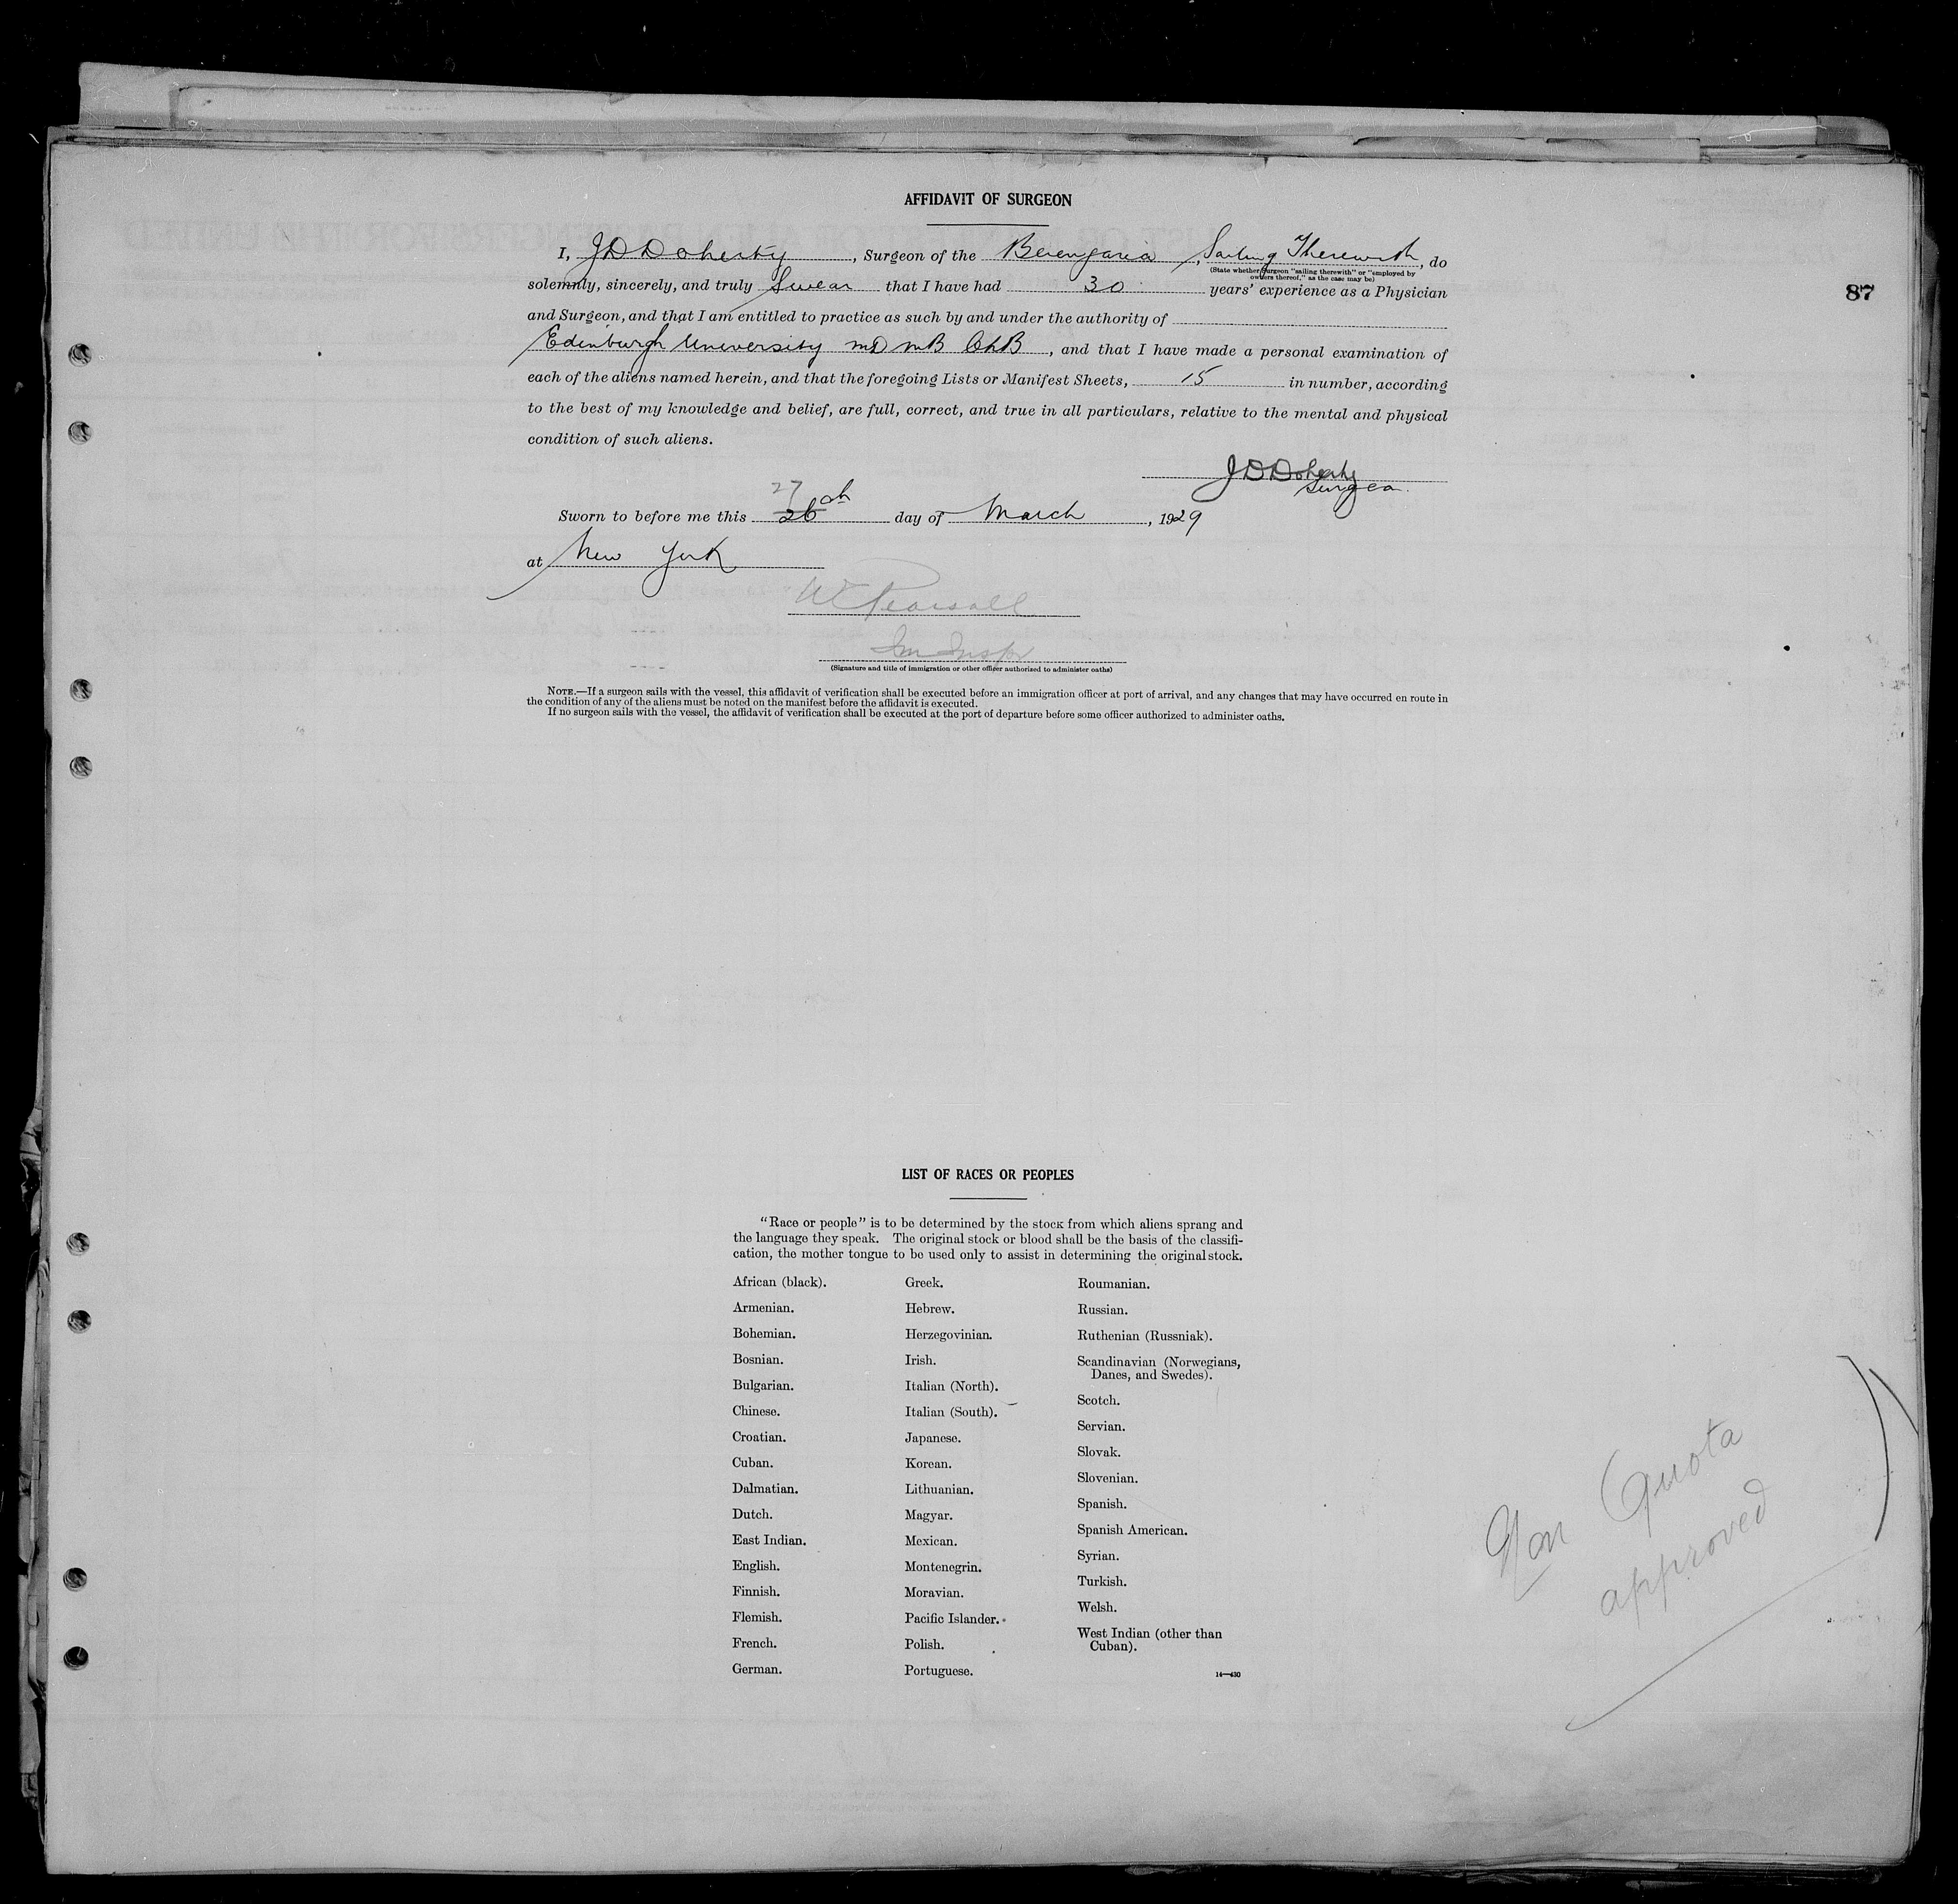 AFFIDAVIT OF SURGEON
I, J D Doherty, Surgeon of the Berengaria, Sailing Therewith, do
(State whether Surgeon "sailing therewith" or "employed by
owners thereof," as the case may be)
solemnly, sincerely, and truly Swear that I have had 30 years' experience as a Physician
87
and Surgeon, and that I am entitled to practice as such by and under the authority of
Edinburgh University MD MB ChB, and that I have made a personal examination of
each of the aliens named herein, and that the foregoing Lists or Manifest Sheets, 15 in number, according
to the best of my knowledge and belief, are full, correct, and true in all particulars, relative to the mental and physical
condition of such aliens.
J D Doherty
Surgeon.
27
Sworn to before me this 26th day of March, 1929
at New York
W E Pearsall
Im Inspr
(Signature and title of immigration or other officer authorized to administer oaths)
NOTE.—If a surgeon sails with the vessel, this affidavit of verification shall be executed before an immigration officer at port of arrival, and any changes that may have occurred en route in
the condition of any of the aliens must be noted on the manifest before the affidavit is executed.
If no surgeon sails with the vessel, the affidavit of verification shall be executed at the port of departure before some officer authorized to administer oaths.
LIST OF RACES OR PEOPLES
"Race or people" is to be determined by the stock from which aliens sprang and
the language they speak. The original stock or blood shall be the basis of the classifi-
cation, the mother tongue to be used only to assist in determining the original stock.
African (black).
Armenian.
Bohemian.
Bosnian.
Bulgarian.
Chinese.
Croatian.
Cuban.
Dalmatian.
Dutch.
East Indian.
English.
Finnish.
Flemish.
French.
German.
Greek.
Hebrew.
Herzegovinian.
Irish.
Italian (North).
Italian (South).
Japanese.
Korean.
Lithuanian.
Magyar.
Mexican.
Montenegrin.
Moravian.
Pacific Islander.
Polish.
Portuguese.
Roumanian.
Russian.
Ruthenian (Russniak).
Scandinavian (Norwegians,
Danes, and Swedes).
Scotch.
Servian.
Slovak.
Slovenian.
Spanish.
Spanish American.
Syrian.
Turkish.
Welsh.
West Indian (other than
Cuban).
14—430
Non Quota
approved